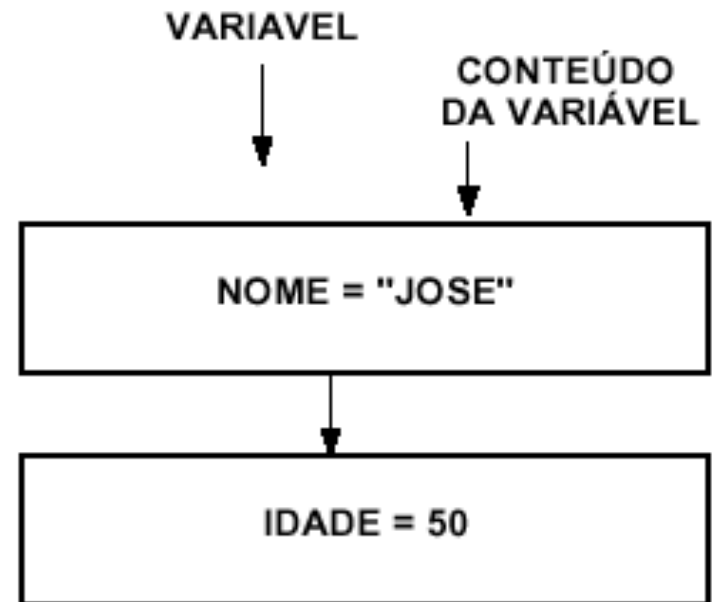 VARIAVEL
CONTEÚDO
DA VARIÁVEL
NOME = "JOSE"
IDADE = 50